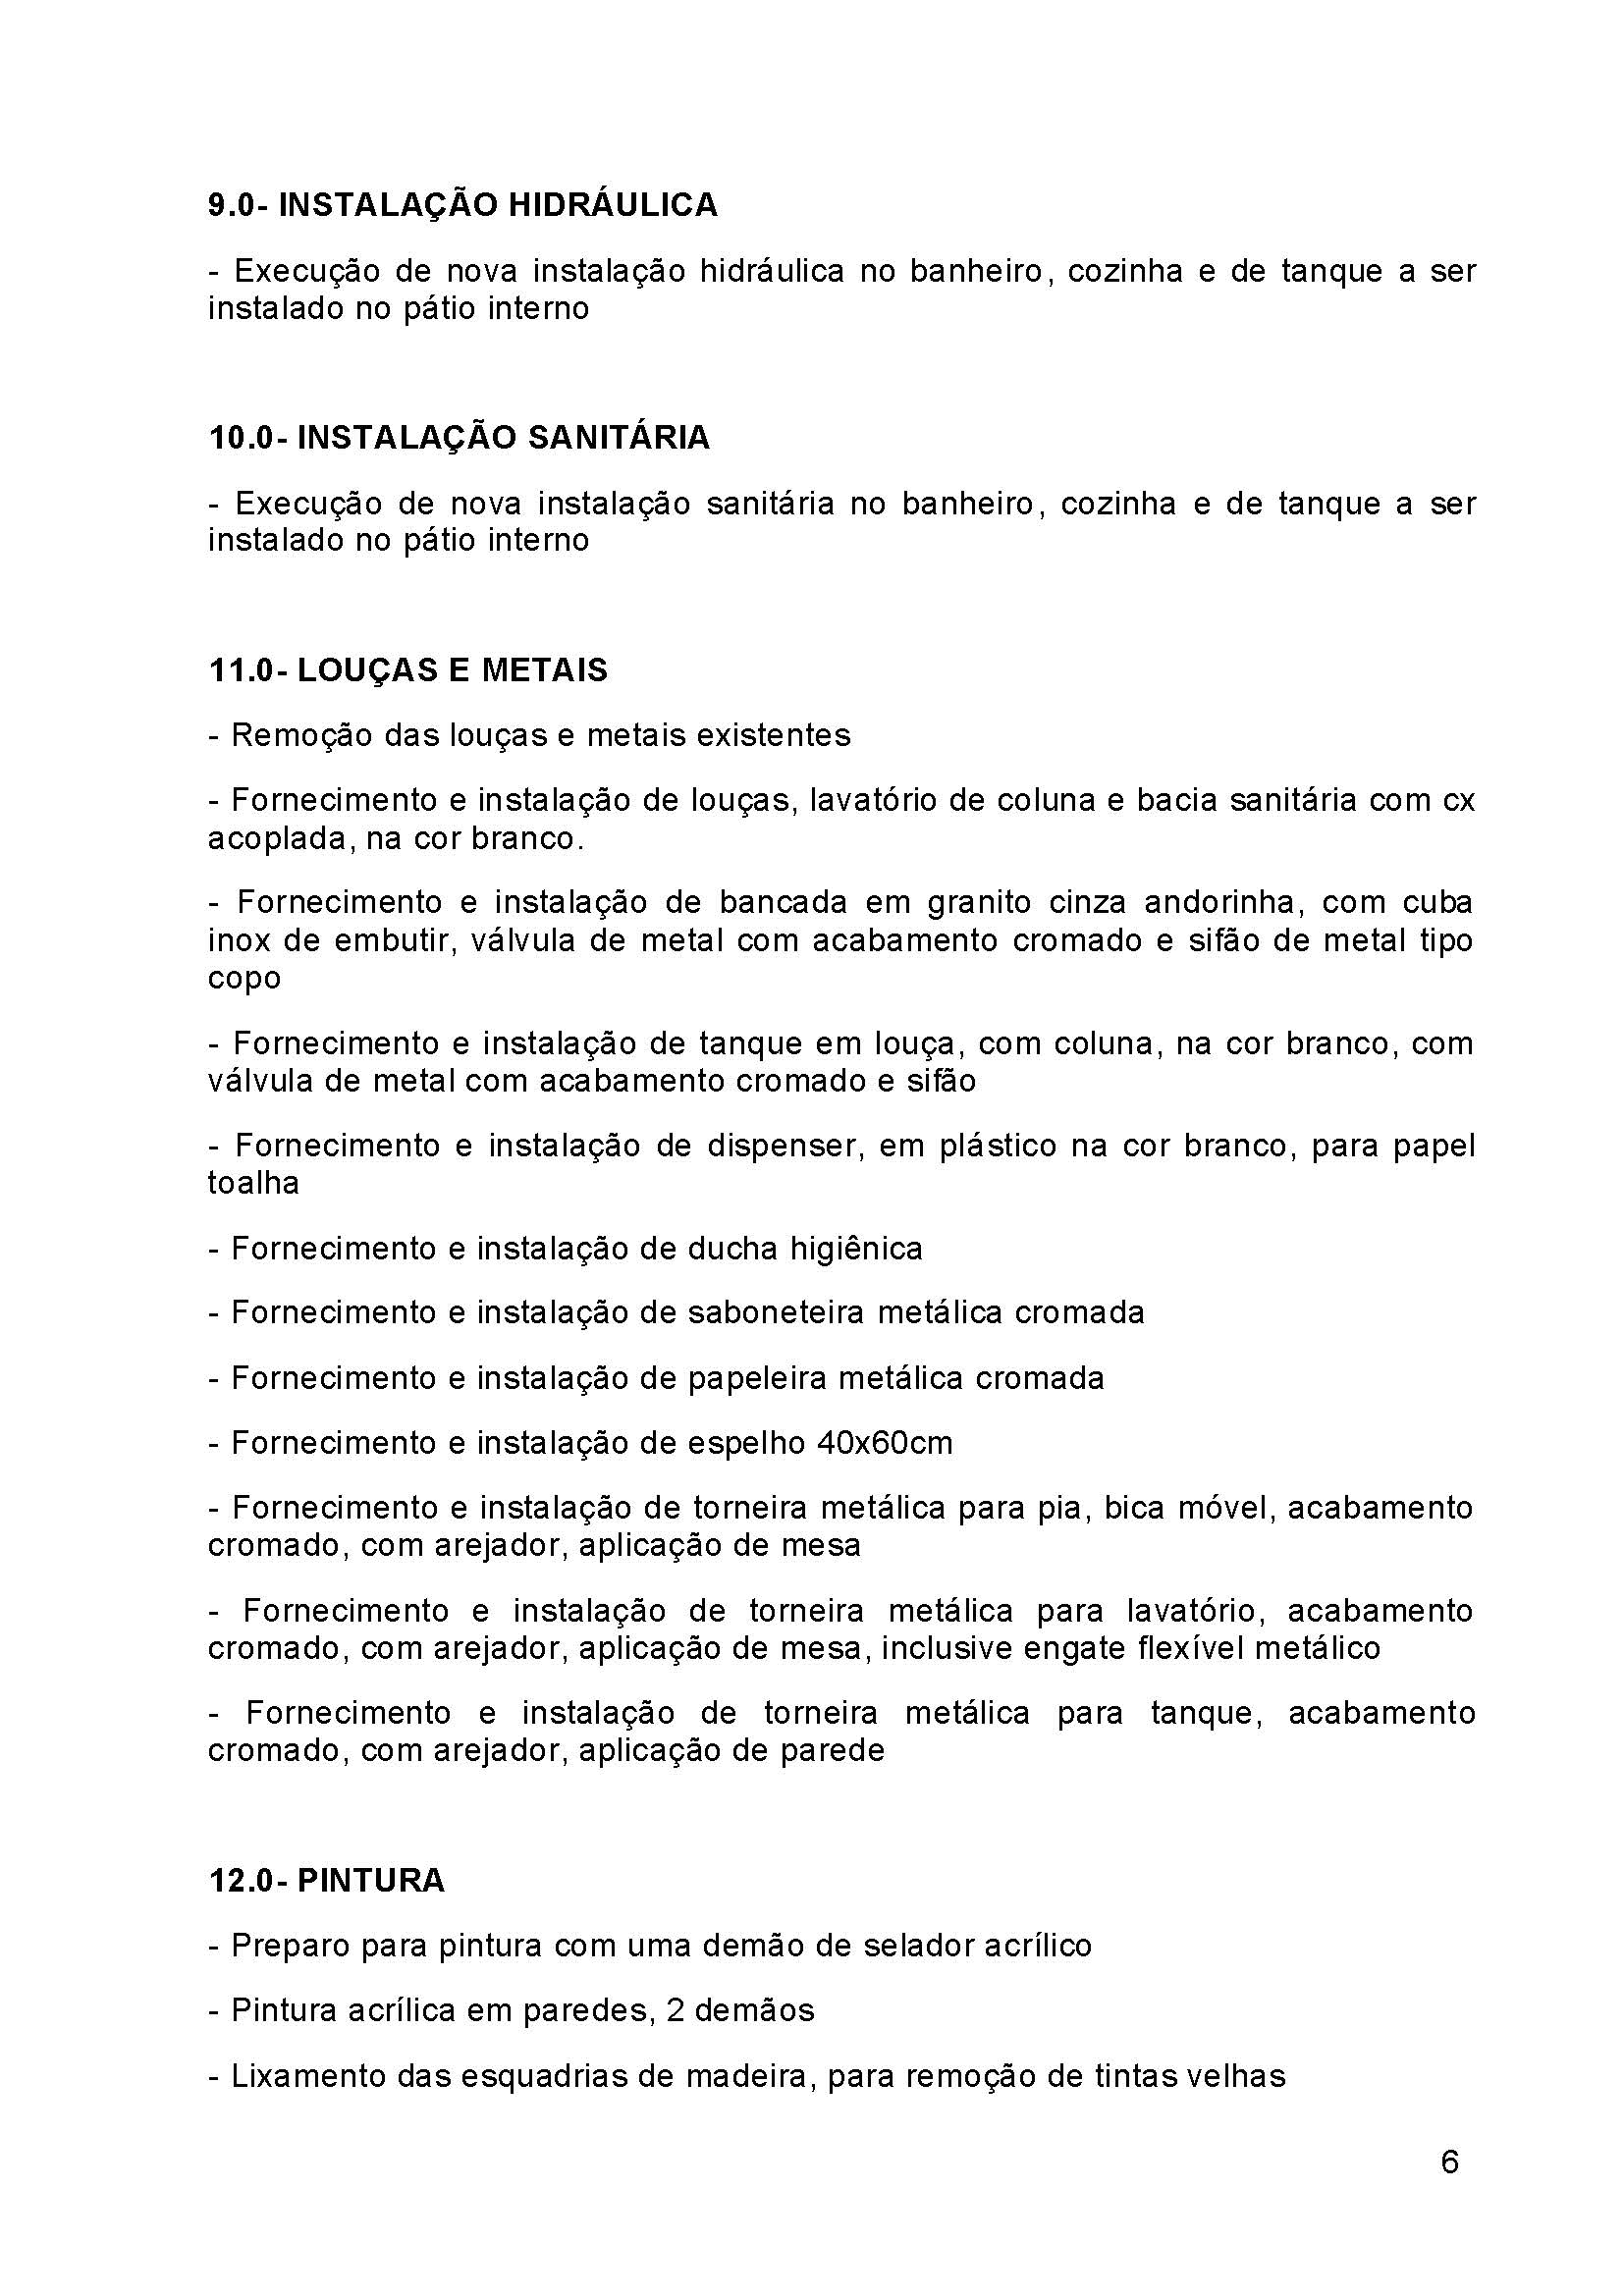 9.0- INSTALAÇÃO HIDRÁULICA
- Execução de nova instalação hidráulica no banheiro, cozinha e de tanque a ser
instalado no pátio interno
10.0- INSTALAÇÃO SANITÁRIA
- Execução de nova instalação sanitária no banheiro, cozinha e de tanque a ser
instalado no pátio interno
11.0- LOUÇAS E METAIS
- Remoção das louças e metais existentes
- Fornecimento e instalação de louças, lavatório de coluna e bacia sanitária com cx
acoplada, na cor branco.
- Fornecimento e instalação de bancada em granito cinza andorinha, com cuba
inox de embutir, válvula de metal com acabamento cromado e sifão de metal tipo
copo
- Fornecimento e instalação de tanque em louça, com coluna, na cor branco, com
válvula de metal com acabamento cromado e sifão
- Fornecimento e instalação de dispenser, em plástico na cor branco, para papel
toalha
- Fornecimento e instalação de ducha higiênica
- Fornecimento e instalação de saboneteira metálica cromada
- Fornecimento e instalação de papeleira metálica cromada
- Fornecimento e instalação de espelho 40x60cm
- Fornecimento e instalação de torneira metálica para pia, bica móvel, acabamento
cromado, com arejador, aplicação de mesa
- Fornecimento e instalação de torneira metálica para lavatório, acabamento
cromado, com arejador, aplicação de mesa, inclusive engate flexível metálico
- Fornecimento e instalação de torneira metálica para tanque, acabamento
cromado, com arejador, aplicação de parede
12.0- PINTURA
- Preparo para pintura com uma demão de selador acrílico
- Pintura acrílica em paredes, 2 demãos
- Lixamento das esquadrias de madeira, para remoção de tintas velhas
6